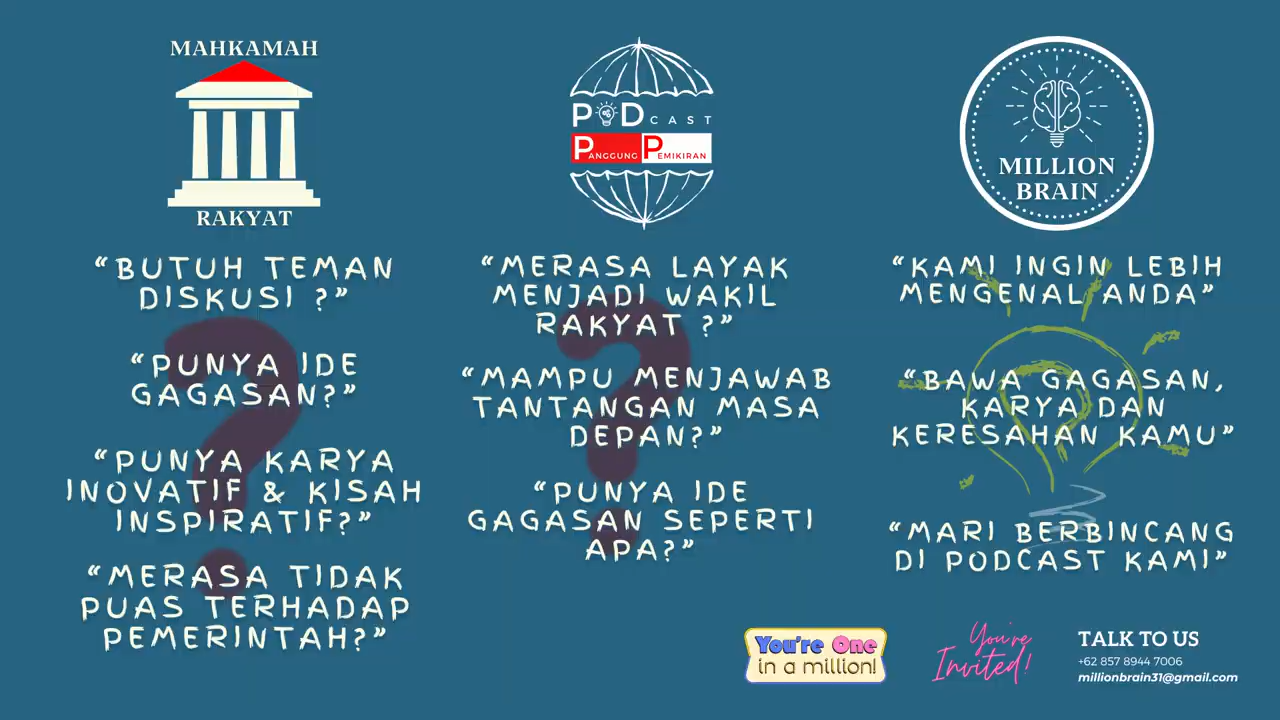 MAHKAMAH
RAKYAT
“BUTUH TEMAN
DISKUSI ?”
“PUNYA IDE
GAGASAN?”
“PUNYA KARYA
INOVATIF & KISAH
INSPIRATIF?”
“MERASA TIDAK
PUAS TERHADAP
PEMERINTAH?”
PODCAST
PANGGUNG PEMIKIRAN
“MERASA LAYAK
MENJADI WAKIL
RAKYAT ?”
“MAMPU MENJAWAB
TANTANGAN MASA
DEPAN?”
“PUNYA IDE
GAGASAN SEPERTI
APA?”
MILLION
BRAIN
“KAMI INGIN LEBIH
MENGENAL ANDA”
“BAWA GAGASAN,
KARYA DAN
KERESAHAN KAMU”
“MARI BERBINCANG
DI PODCAST KAMI”
You're One
in a million!
You're
Invited!
TALK TO US
+62 857 8944 7006
millionbrain31@gmail.com